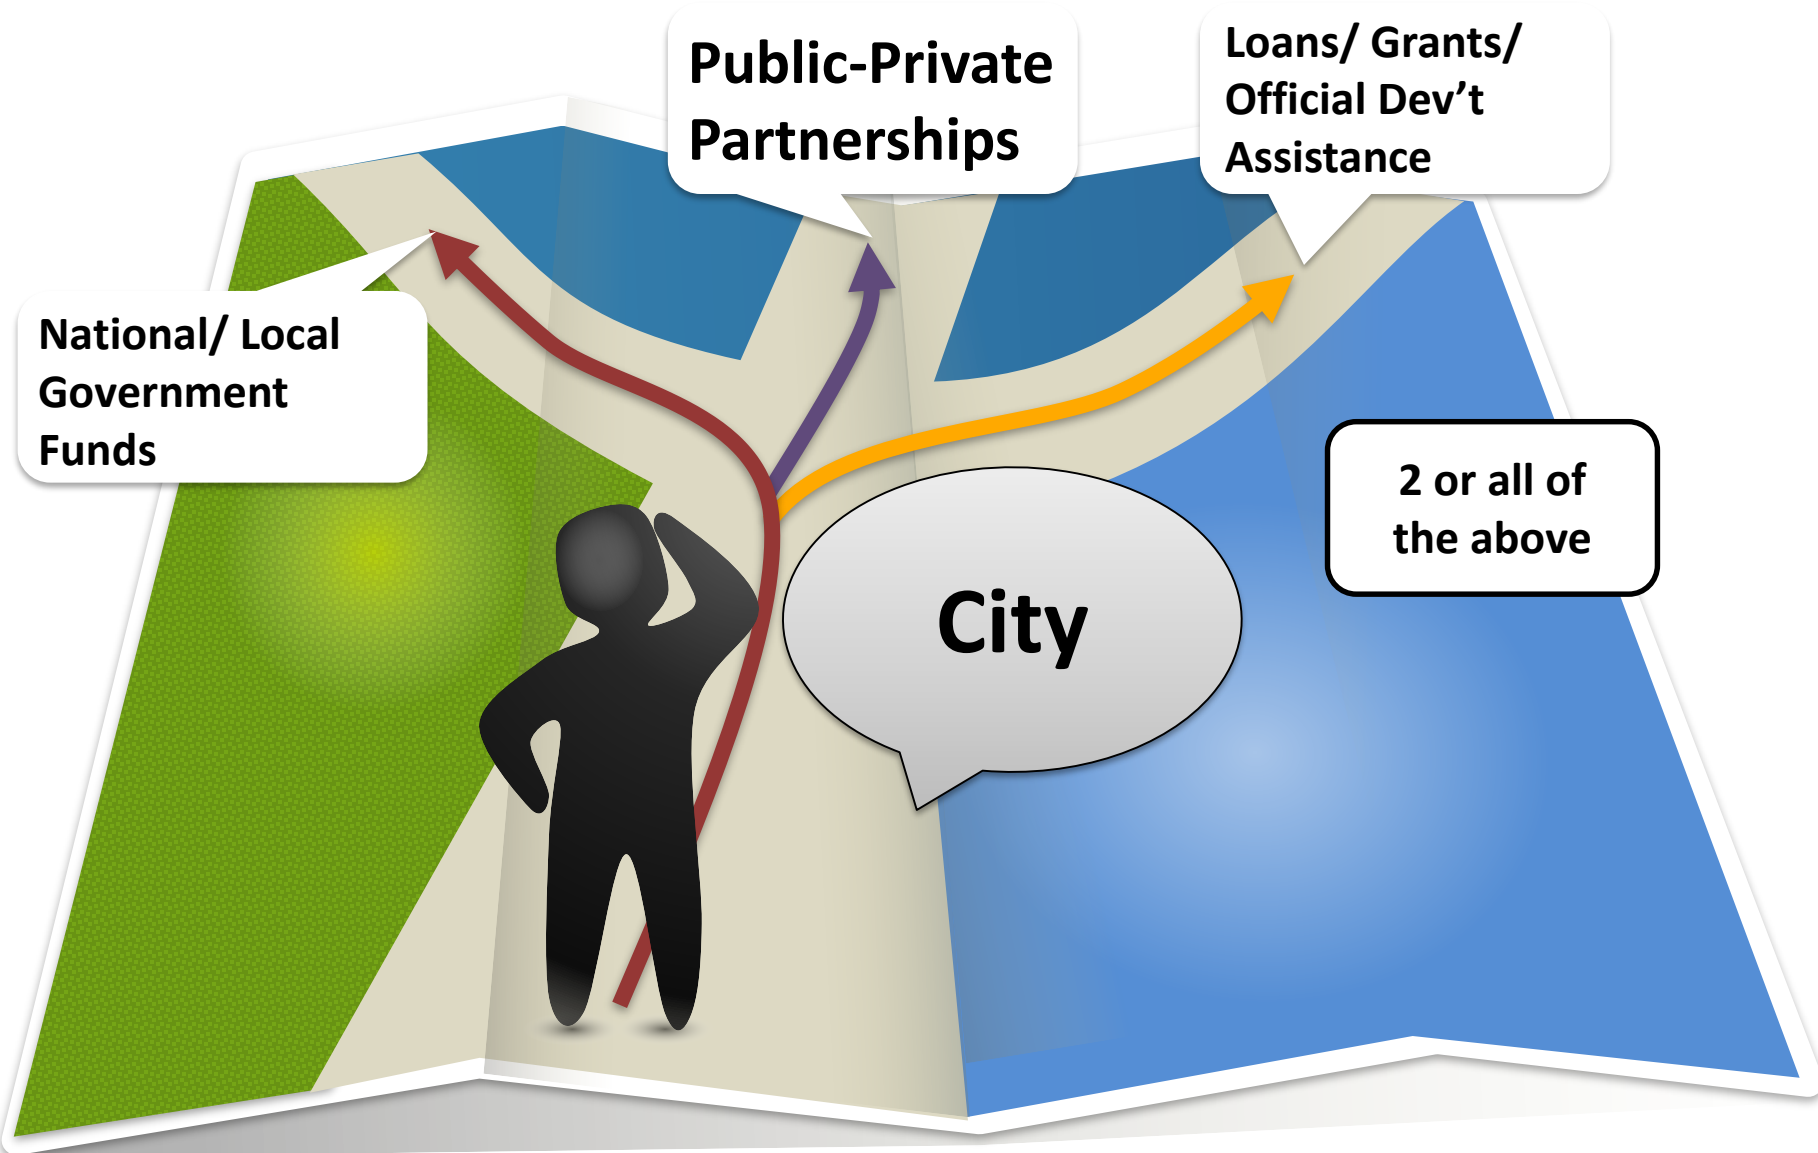 Public-Private
Partnerships
Loans/ Grants/
Official Dev’t
Assistance
National/ Local
Government
Funds
2 or all of
the above
City